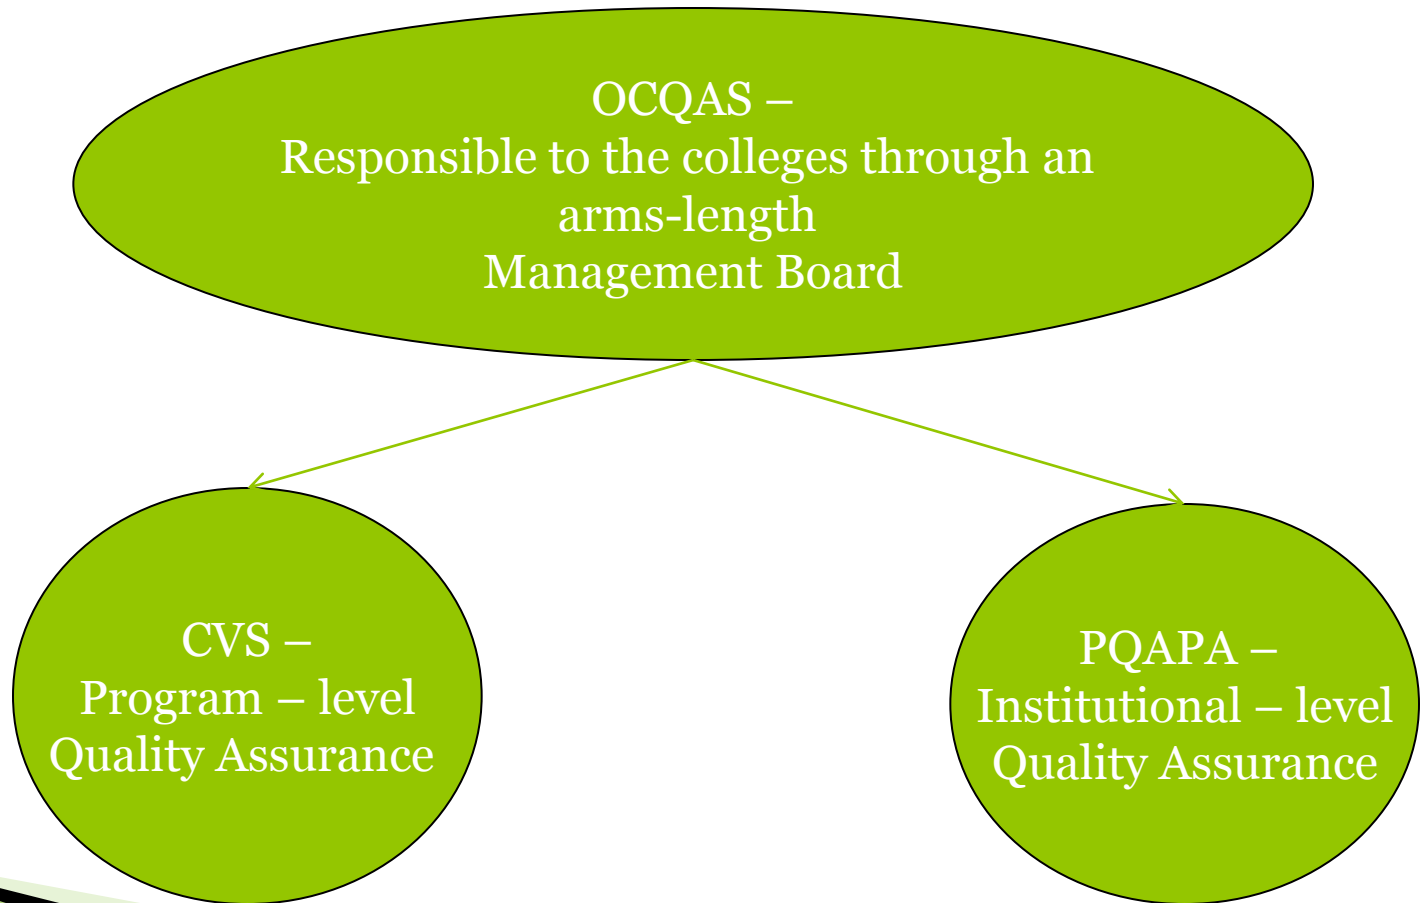 OCQAS –
Responsible to the colleges through an
arms-length
Management Board
CVS –
Program – level
Quality Assurance
PQAPA –
Institutional – level
Quality Assurance